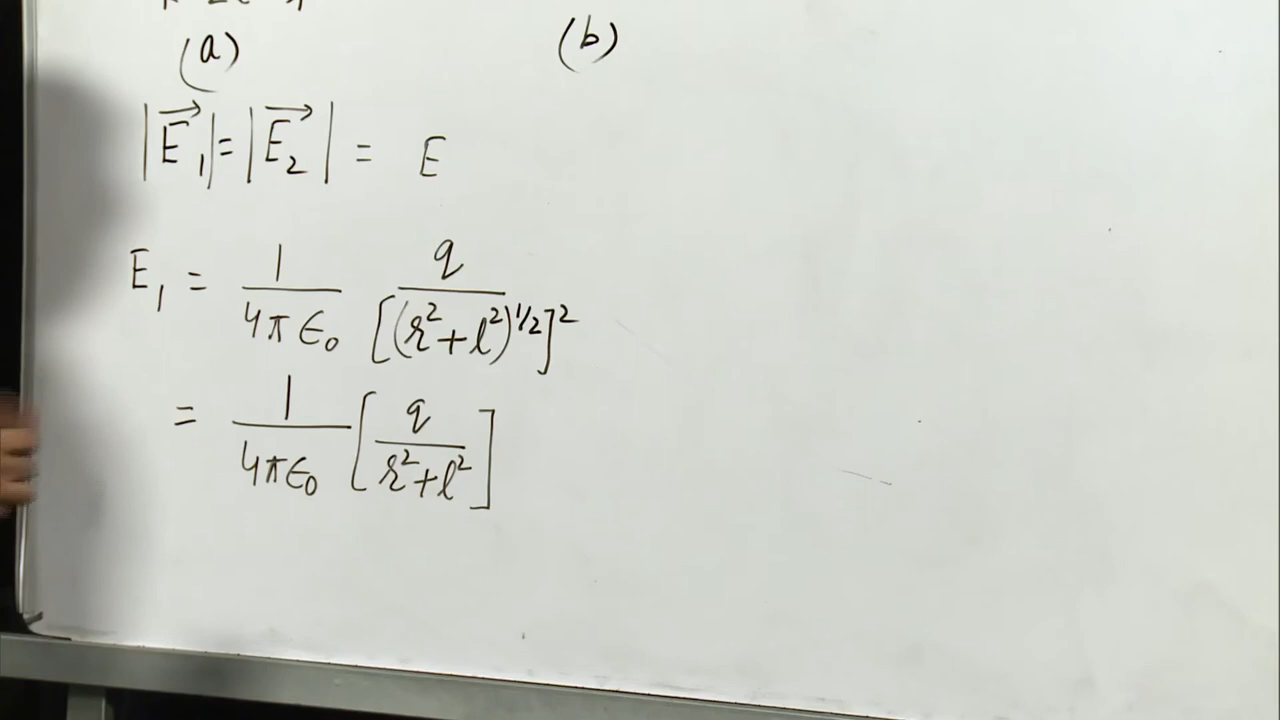 (a) (b)
|E⃗₁| = |E⃗₂| = E
E₁ = 1/4πε₀ q/[(r²+l²)^1/2]²
= 1/4πε₀ [q/r²+l²]